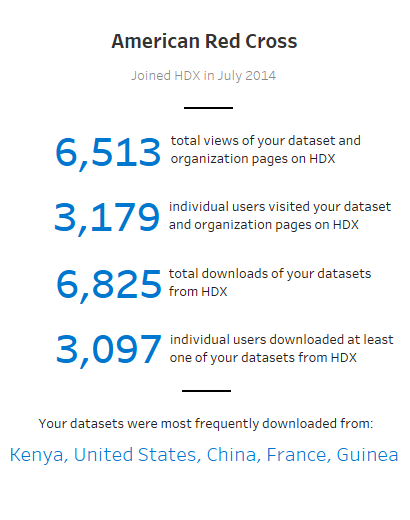 American Red Cross
Joined HDX in July 2014
6,513 total views of your dataset and
organization pages on HDX
3,179 individual users visited your dataset
and organization pages on HDX
6,825 total downloads of your datasets
from HDX
3,097 individual users downloaded at least
one of your datasets from HDX
Your datasets were most frequently downloaded from:
Kenya, United States, China, France, Guinea